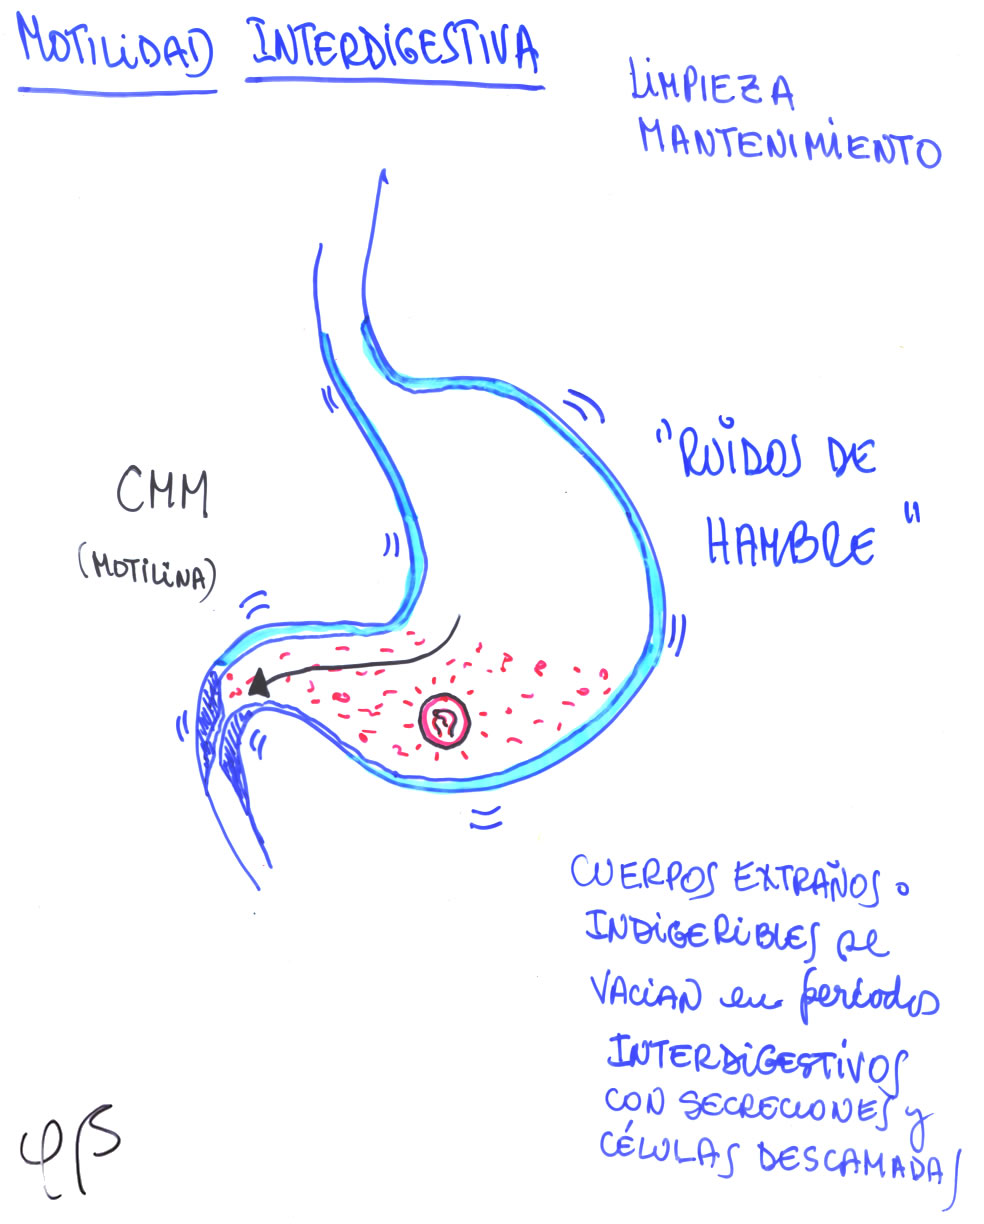 MOTILIDAD INTERDIGESTIVA
LIMPIEZA
MANTENIMIENTO
"RUIDOS DE
HAMBRE"
CMM
(MOTILINA)
CUERPOS EXTRAÑOS o
INDIGERIBLES se
VACIAN en periodos
INTERDIGESTIVOS
CON SECRECIONES y
CÉLULAS DESCAMADAS